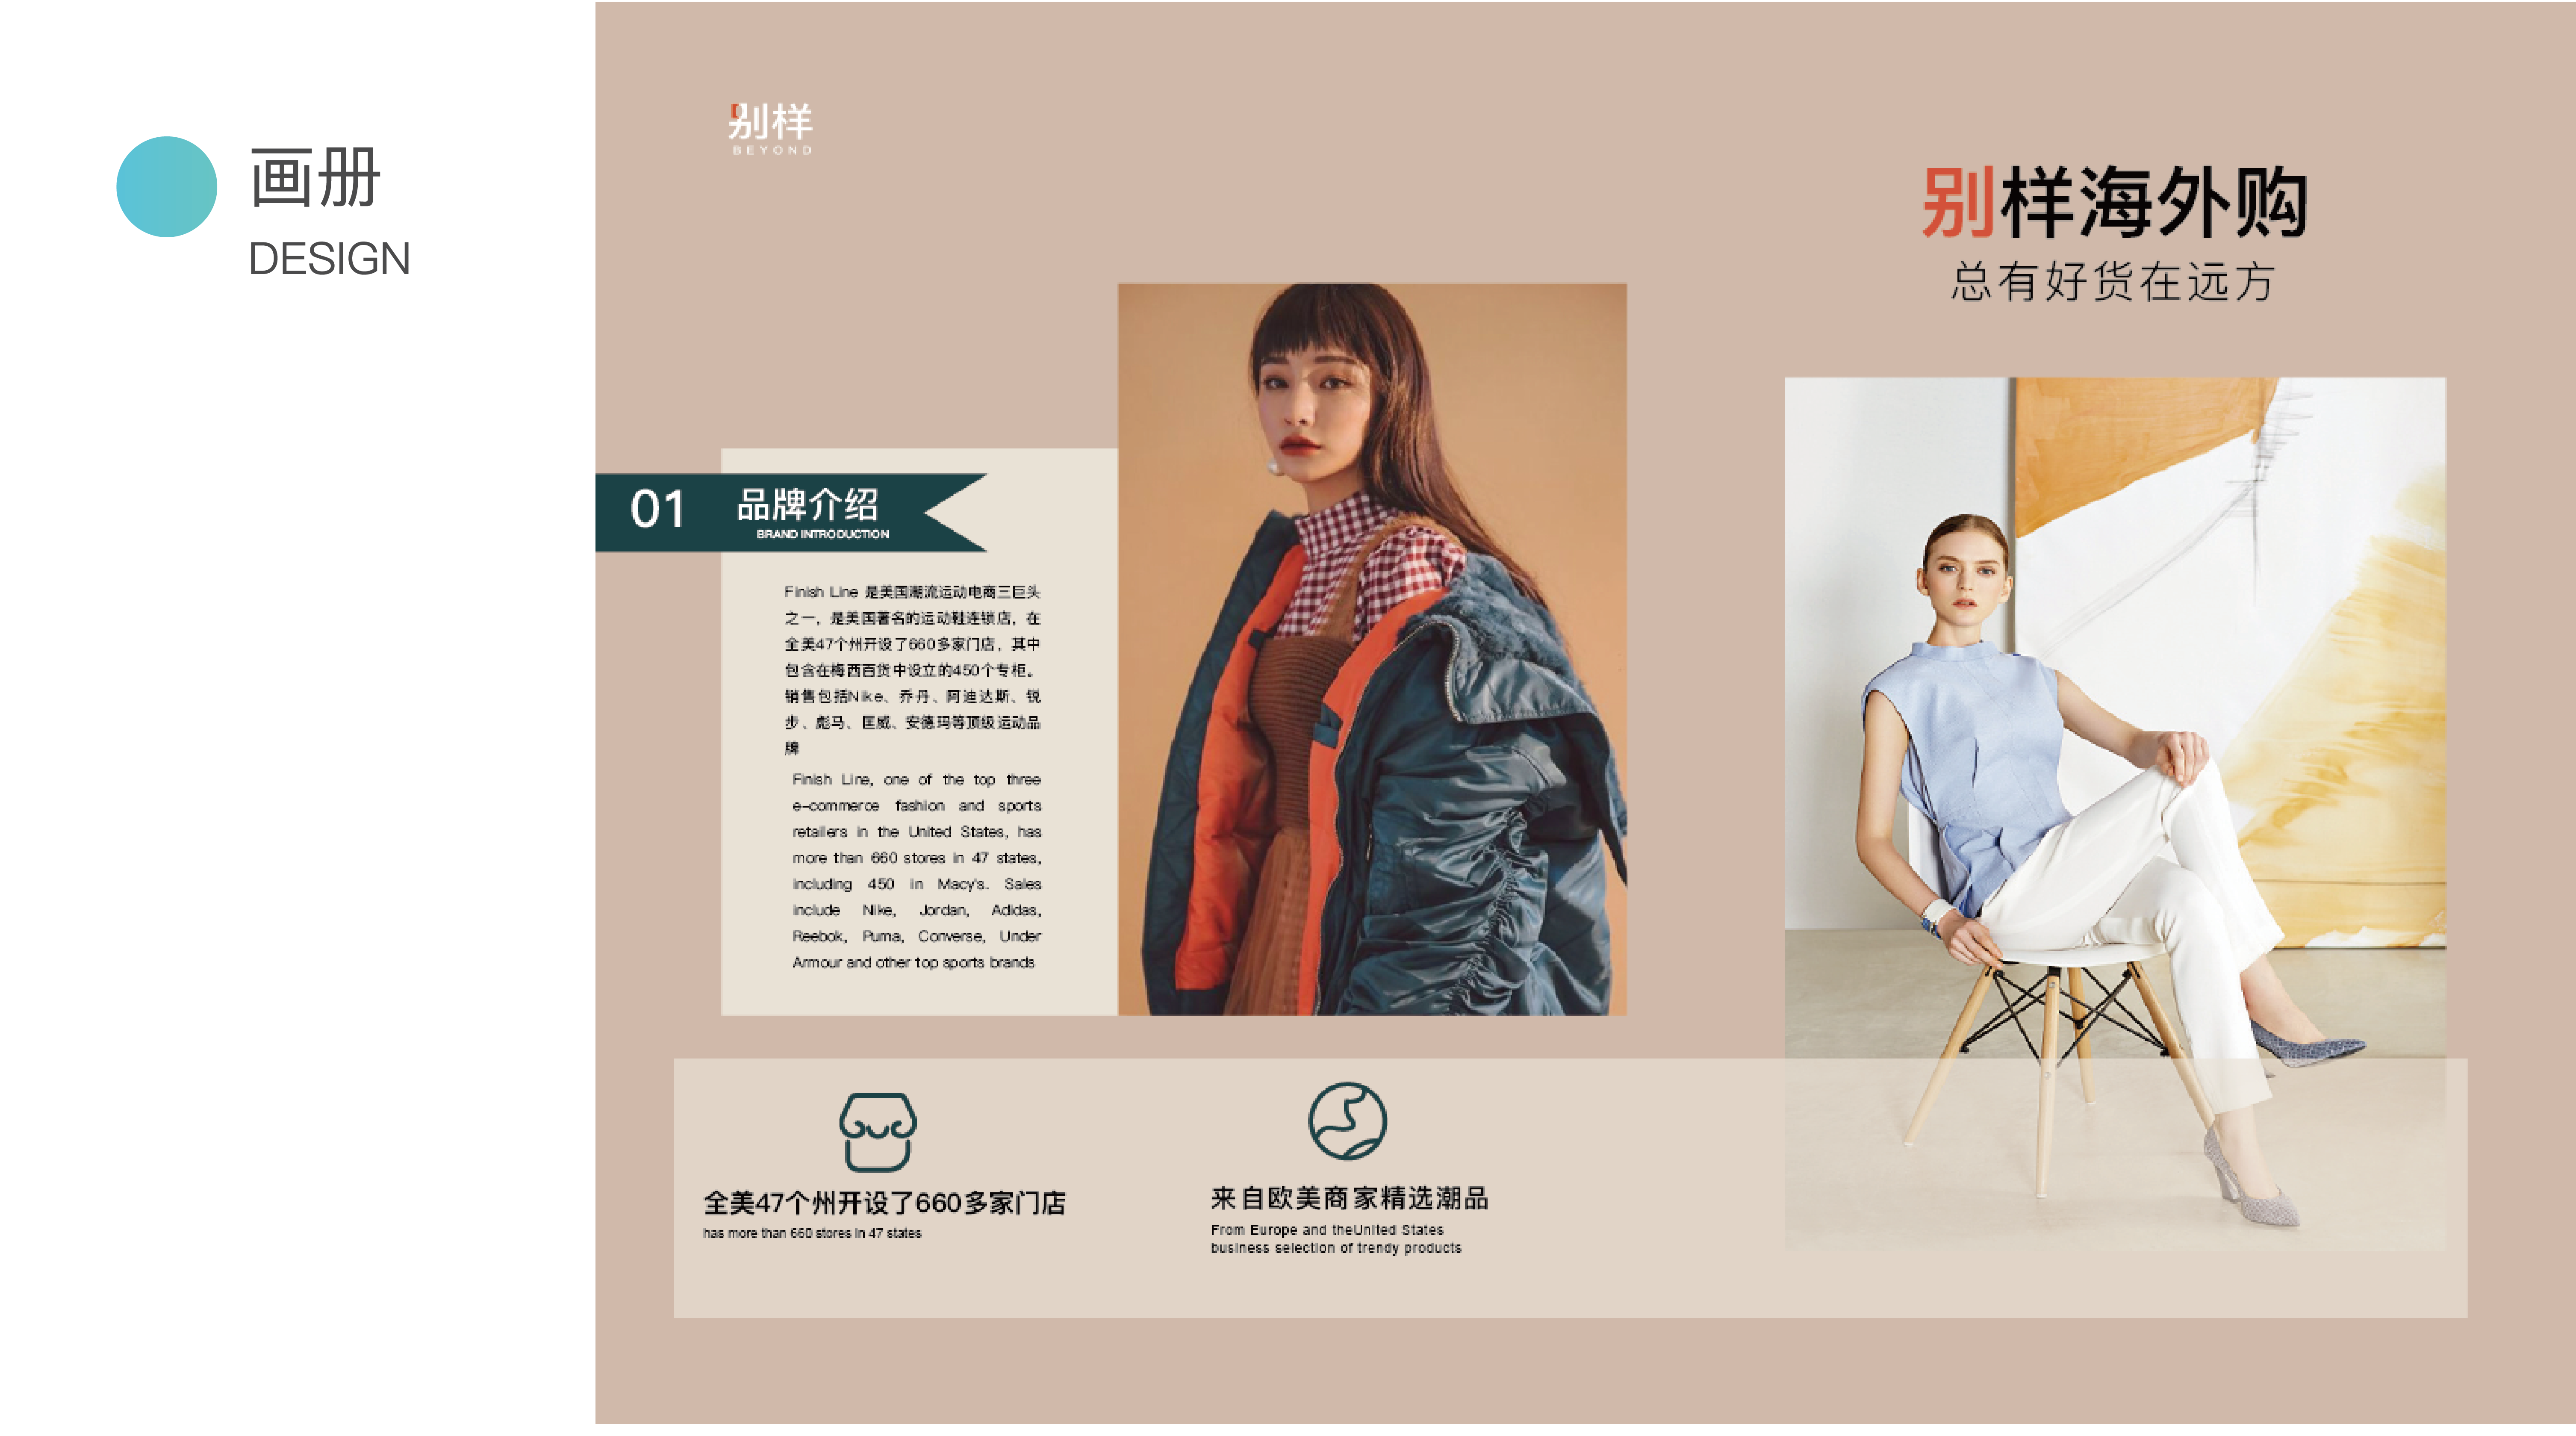 画册
DESIGN
别样
BEYOND
别样海外购
总有好货在远方
01
品牌介绍
BRAND INTRODUCTION
Finish Line 是美国潮流运动电商三巨头
之一，是美国著名的运动鞋连锁店，在
全美47个州开设了660多家门店，其中
包含在梅西百货中设立的450个专柜。
销售包括Nike、乔丹、阿迪达斯、锐
步、彪马、匡威、安德玛等顶级运动品
牌
Finish Line, one of the top three
e-commerce fashion and sports
retailers in the United States, has
more than 660 stores in 47 states,
including 450 in Macy's. Sales
include Nike, Jordan, Adidas,
Reebok, Puma, Converse, Under
Armour and other top sports brands
全美47个州开设了660多家门店
has more than 660 stores in 47 states
来自欧美商家精选潮品
From Europe and theUnited States
business selection of trendy products